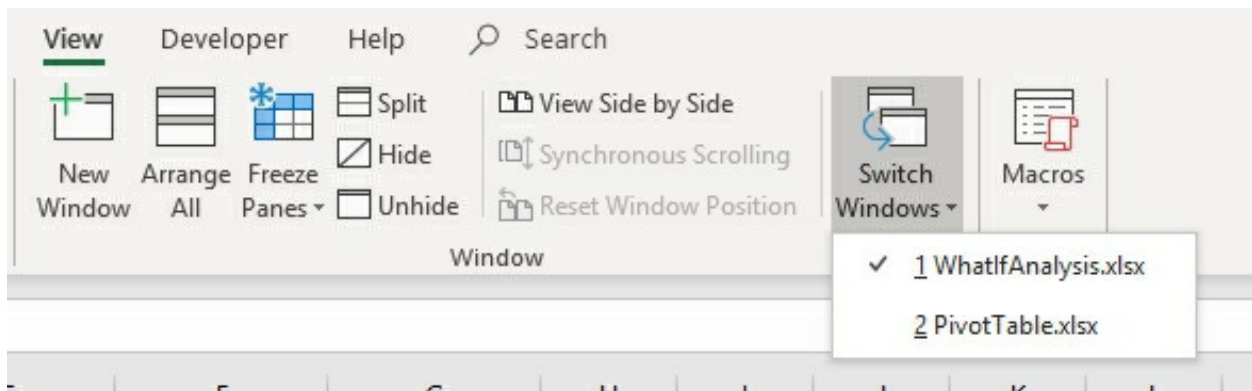 View Developer Help Search
New Window
Arrange All
Freeze Panes
Split
Hide
Unhide
View Side by Side
Synchronous Scrolling
Reset Window Position
Switch Windows
Macros
Window
1 WhatIfAnalysis.xlsx
2 PivotTable.xlsx